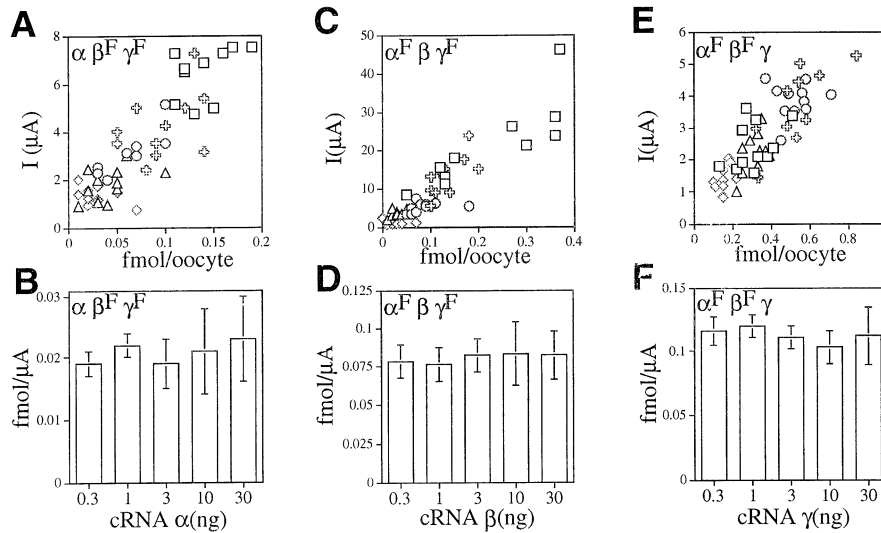 A
α βF γF
8
6
4
2
0
I (μA)
0 0.05 0.1 0.15 0.2
fmol/oocyte
C
αF β γF
50
40
30
20
10
0
I(μA)
0 0.1 0.2 0.3 0.4
fmol/oocyte
E
αF βF γ
6
5
4
3
2
1
0
I(μA)
0 0.2 0.4 0.6 0.8
fmol/oocyte
B
α βF γF
0.03
0.02
0.01
0
fmol/μA
0.3 1 3 10 30
cRNA α(ng)
D
αF β γF
0.125
0.1
0.075
0.05
0.025
0
fmol/μA
0.3 1 3 10 30
cRNA β(ng)
F
αF βF γ
0.15
0.1
0.05
0
fmol/μA
0.3 1 3 10 30
cRNA γ(ng)